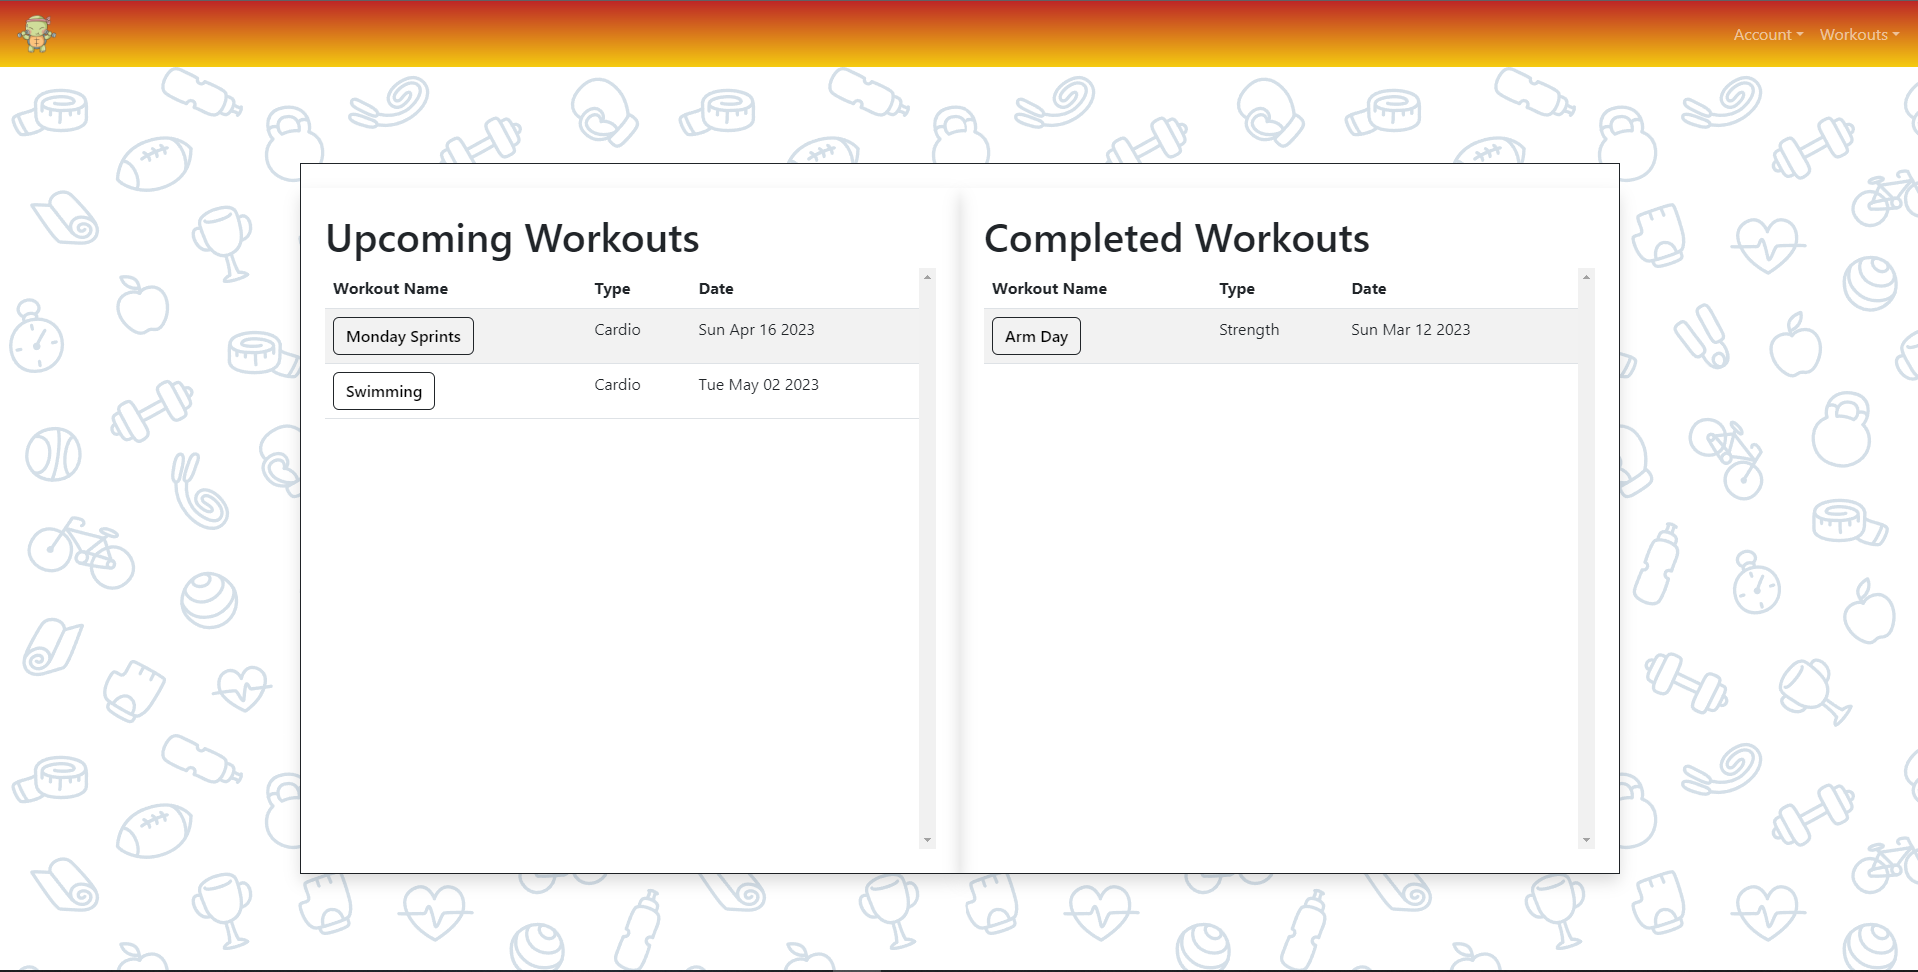 Account Workouts
Upcoming Workouts
Workout Name Type Date
Monday Sprints Cardio Sun Apr 16 2023
Swimming Cardio Tue May 02 2023
Completed Workouts
Workout Name Type Date
Arm Day Strength Sun Mar 12 2023